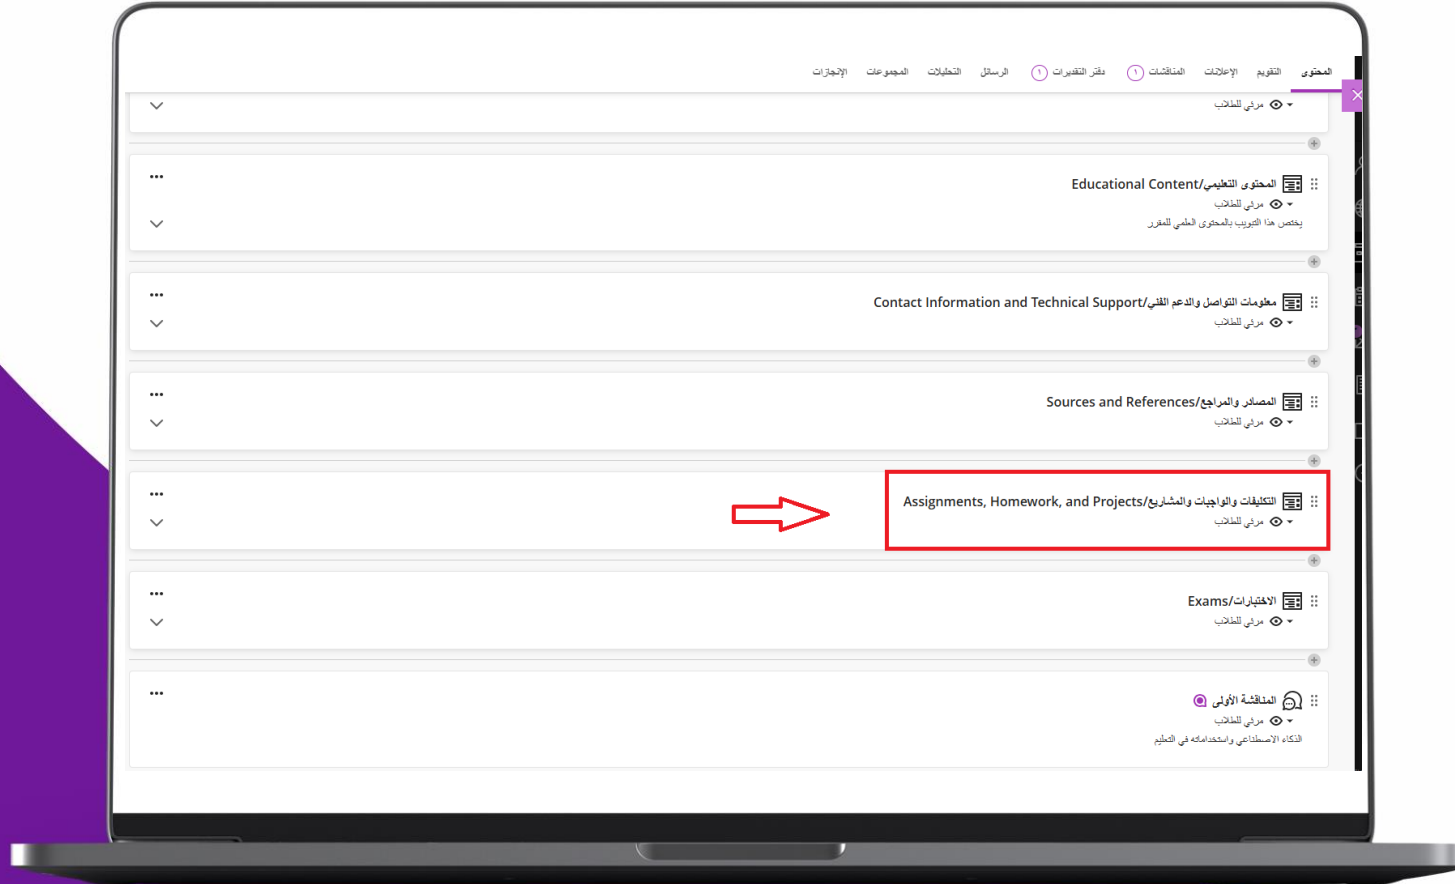 المحتوى التقويم الإعلانات المناقشات ١ دفتر التقديرات ١ الرسائل التحليلات المجموعات الإنجازات
مرئي للطلاب
المحتوى التعليمي/Educational Content
مرئي للطلاب
يختص هذا التبويب بالمحتوى العلمي للمقرر
معلومات التواصل والدعم الفني/Contact Information and Technical Support
مرئي للطلاب
المصادر والمراجع/Sources and References
مرئي للطلاب
التكليفات والواجبات والمشاريع/Assignments, Homework, and Projects
مرئي للطلاب
الاختبارات/Exams
مرئي للطلاب
المناقشة الأولى
مرئي للطلاب
الذكاء الاصطناعي واستخداماته في التعليم